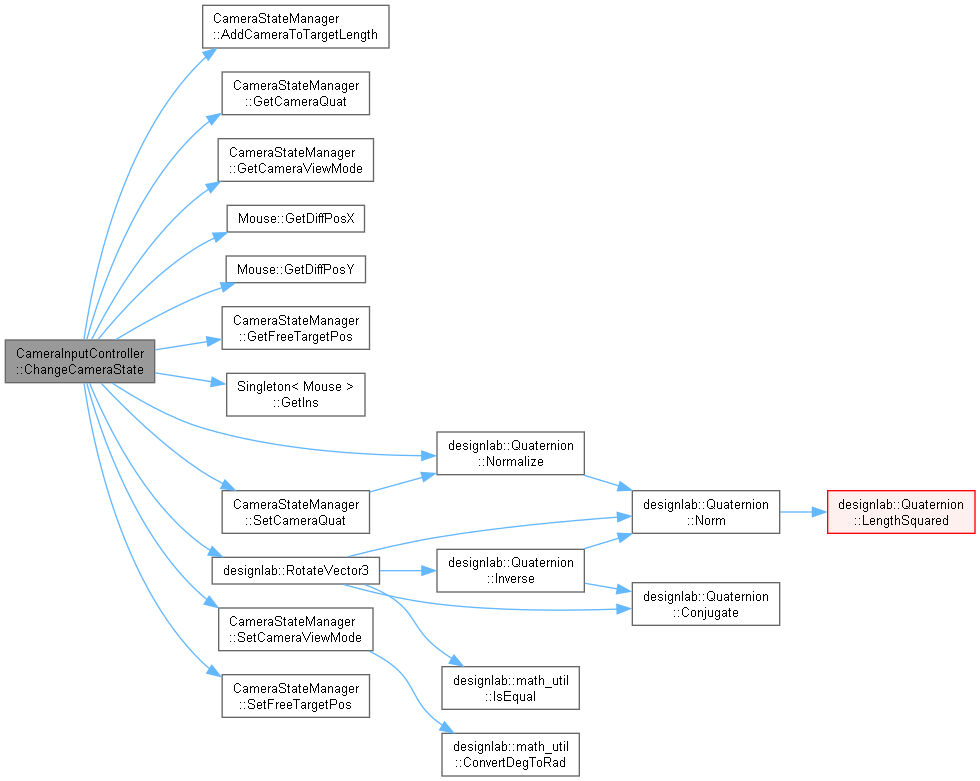 CameraStateManager
::AddCameraToTargetLength
CameraStateManager
::GetCameraQuat
CameraStateManager
::GetCameraViewMode
Mouse::GetDiffPosX
Mouse::GetDiffPosY
CameraStateManager
::GetFreeTargetPos
CameraInputController
::ChangeCameraState
Singleton< Mouse >
::GetIns
designlab::Quaternion
::Normalize
CameraStateManager
::SetCameraQuat
designlab::Quaternion
::Norm
designlab::Quaternion
::LengthSquared
designlab::RotateVector3
designlab::Quaternion
::Inverse
designlab::Quaternion
::Conjugate
CameraStateManager
::SetCameraViewMode
designlab::math_util
::IsEqual
CameraStateManager
::SetFreeTargetPos
designlab::math_util
::ConvertDegToRad